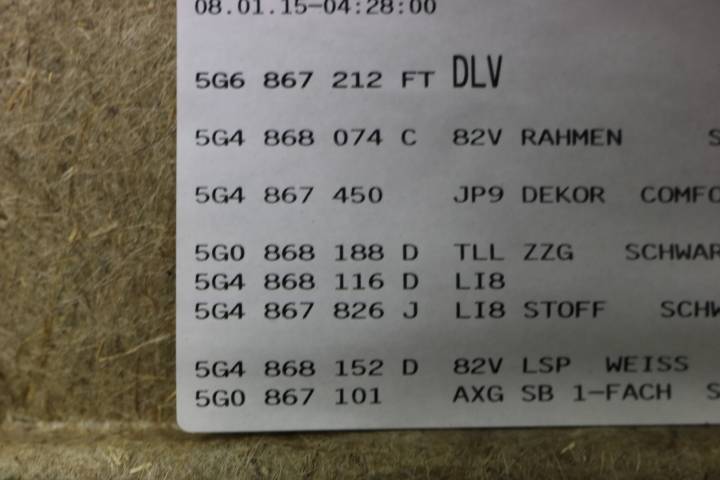 08.01.15-04:28:00
5G6 867 212 FT DLV
5G4 868 074 C 82V RAHMEN
5G4 867 450 JP9 DEKOR
5G0 868 188 D TLL ZZG
5G4 868 116 D LI8
5G4 867 826 J LI8 STOFF
5G4 868 152 D 82V LSP WEISS
5G0 867 101 AXG SB 1-FACH